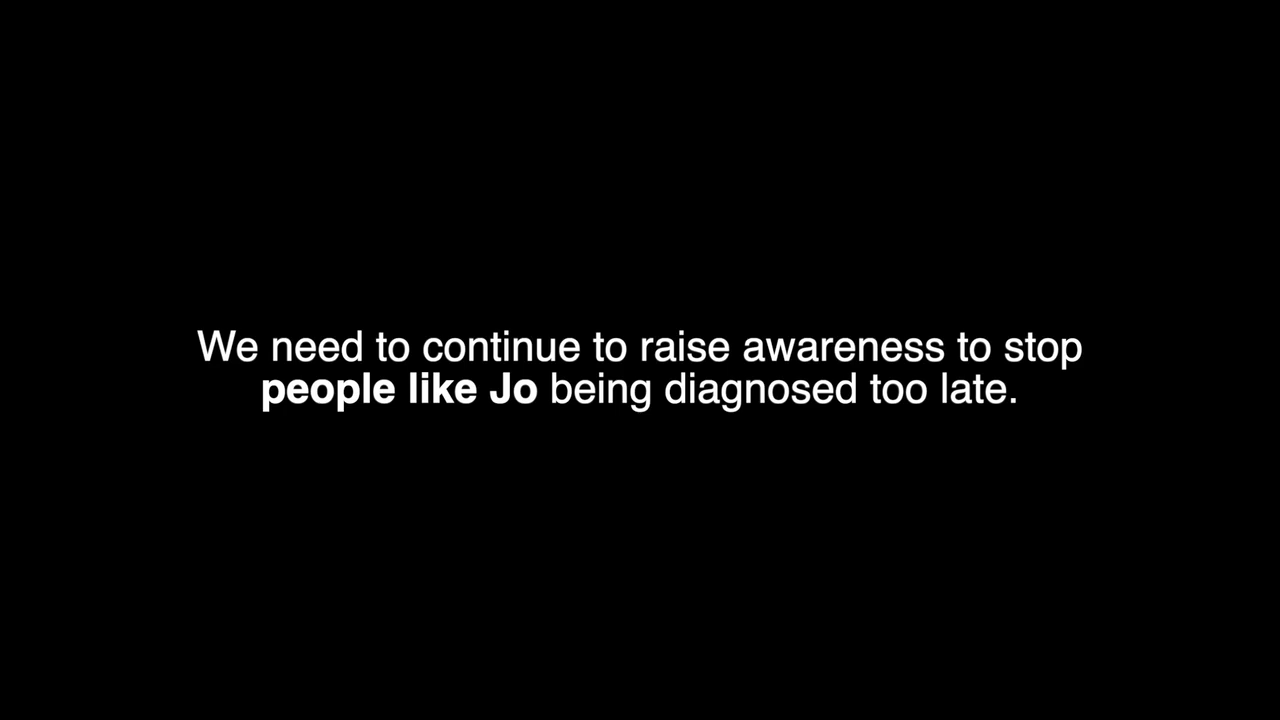 We need to continue to raise awareness to stop
people like Jo being diagnosed too late.